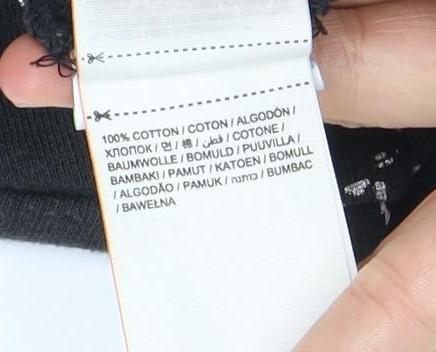 100% COTTON / COTON / ALGODÓN /
ХЛОПОК / 면 / 棉 / قطن / COTONE /
BAUMWOLLE / BOMULD / PUUVILLA /
BAMBAKI / PAMUT / KATOEN / BOMULL
/ ALGODÃO / PAMUK / כותנה / BUMBAC
/ BAWEŁNA